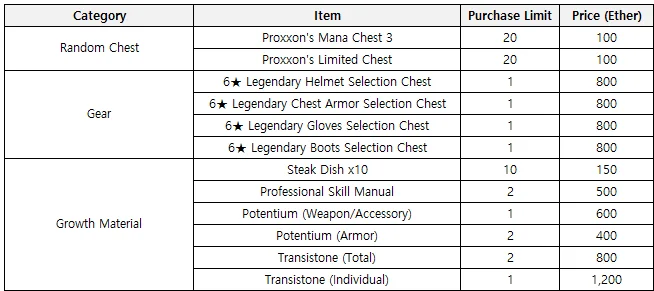 Category Item Purchase Limit Price (Ether)
Random Chest
Proxxon's Mana Chest 3 20 100
Proxxon's Limited Chest 20 100
Gear
6★ Legendary Helmet Selection Chest 1 800
6★ Legendary Chest Armor Selection Chest 1 800
6★ Legendary Gloves Selection Chest 1 800
6★ Legendary Boots Selection Chest 1 800
Growth Material
Steak Dish x10 10 150
Professional Skill Manual 2 500
Potentium (Weapon/Accessory) 1 600
Potentium (Armor) 2 400
Transistone (Total) 2 800
Transistone (Individual) 1 1,200